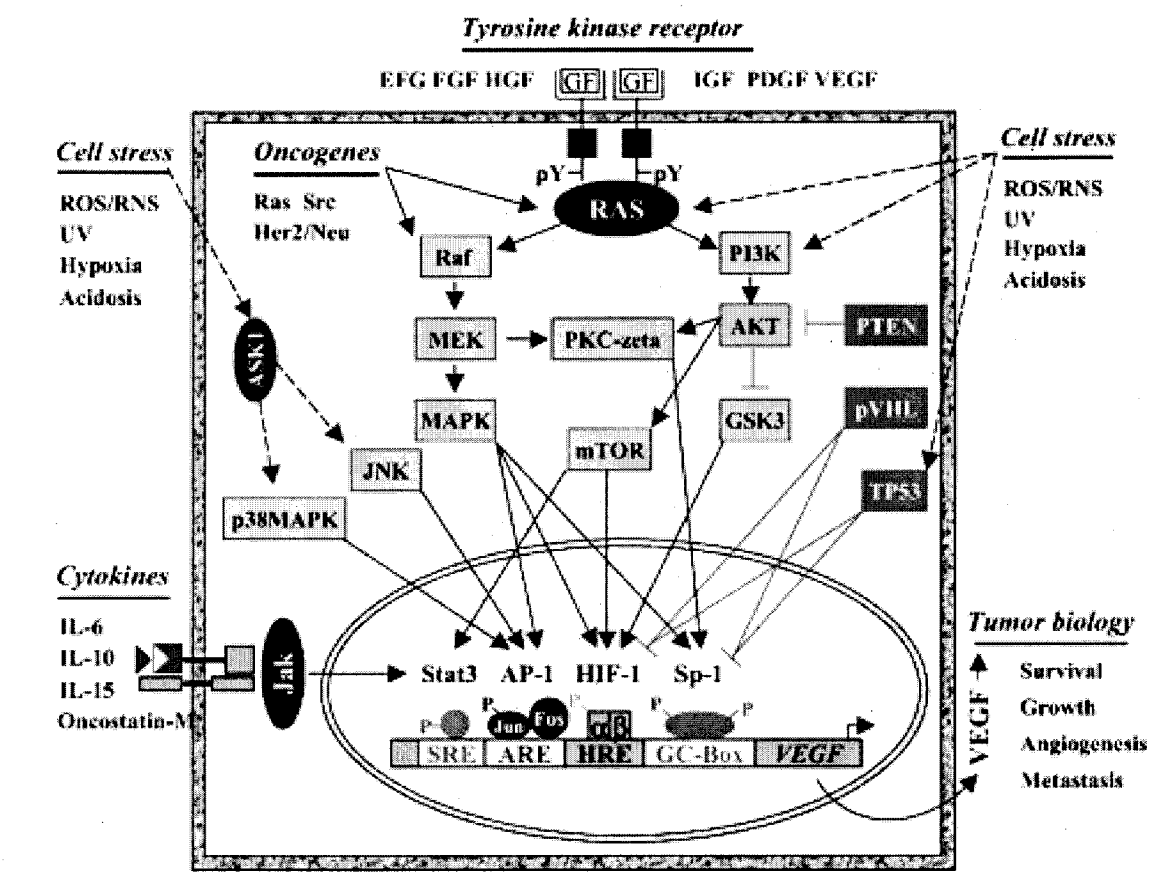 Tyrosine kinase receptor
EFG FGF HGF GF GF IGF PDGF VEGF
Cell stress
ROS/RNS
UV
Hypoxia
Acidosis
Oncogenes
Ras Src
Her2/Neu
Cell stress
ROS/RNS
UV
Hypoxia
Acidosis
pY pY
RAS
Raf PI3K
MEK PKC-zeta AKT PTEN
ASK1
MAPK mTOR GSK3 pVHL
JNK TP53
p38MAPK
Cytokines
IL-6
IL-10
IL-15
Oncostatin-M
Jak
Stat3 AP-1 HIF-1 Sp-1
P P P P P
Jun Fos α β
SRE ARE HRE GC-Box VEGF
VEGF
Tumor biology
Survival
Growth
Angiogenesis
Metastasis